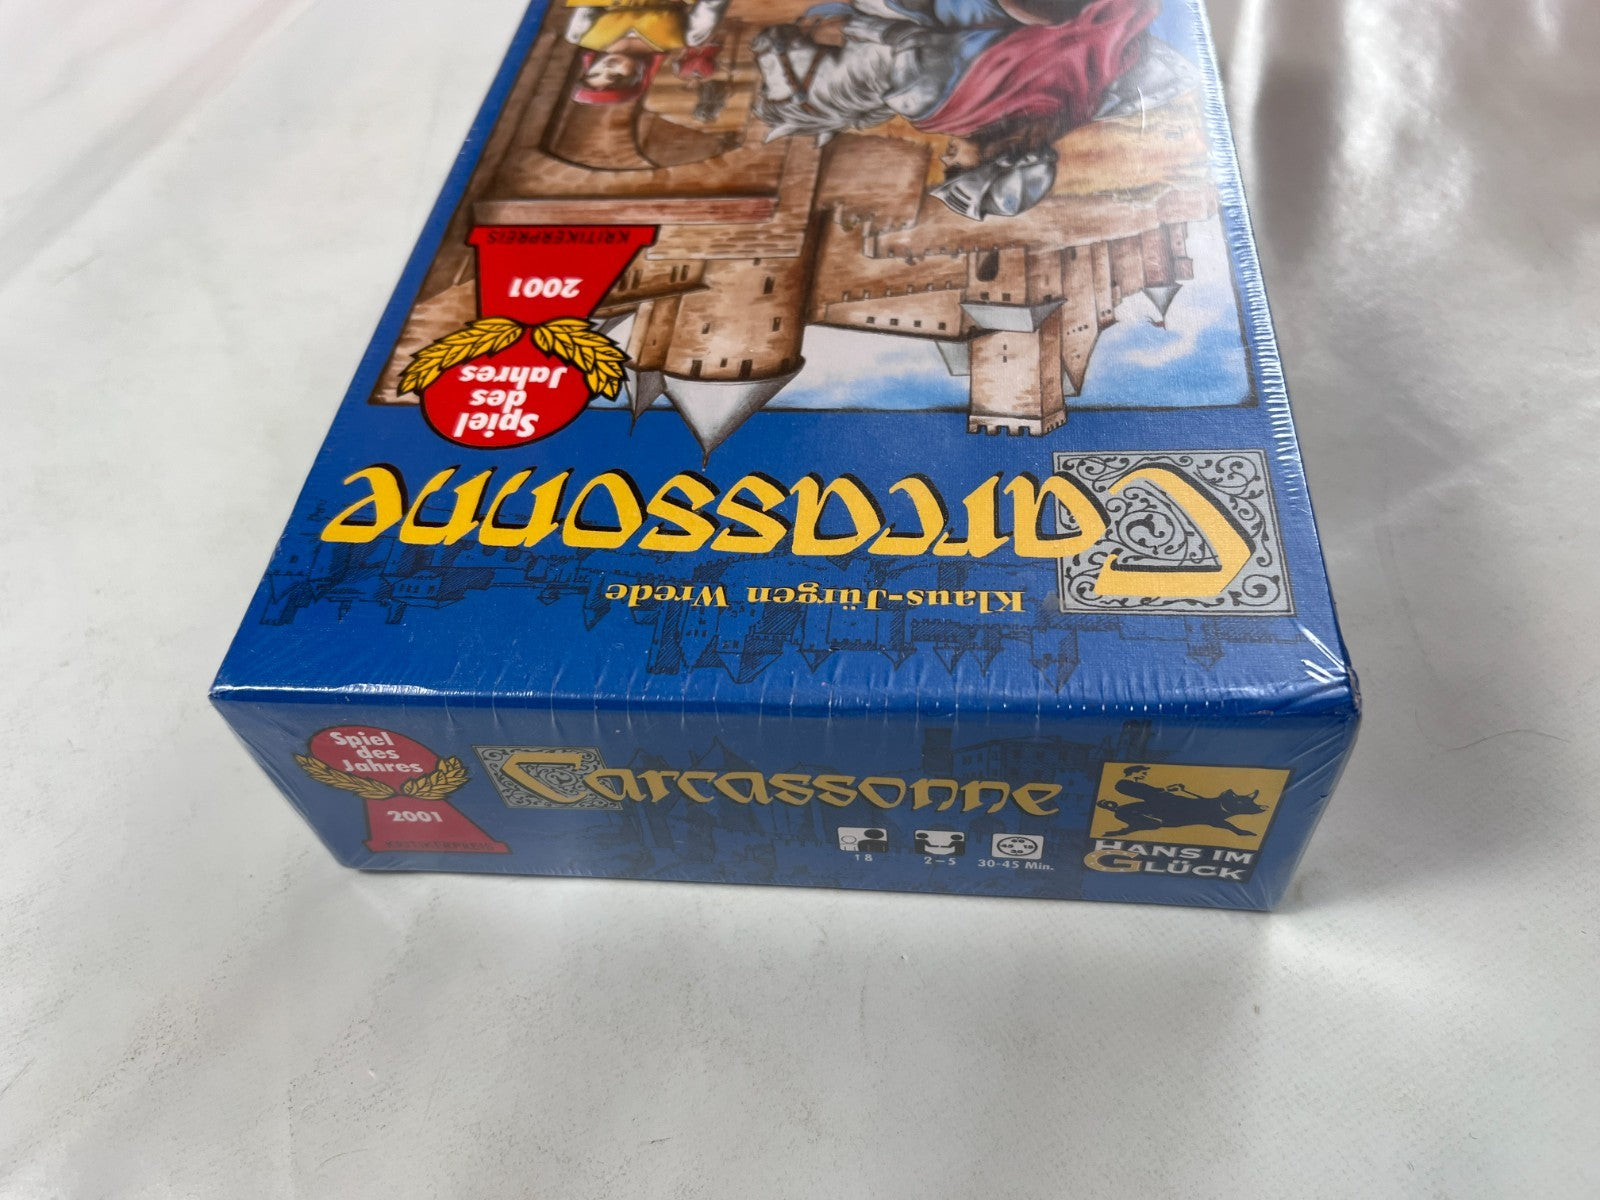 KRITIKERPREIS
2001
Spiel
des
Jahres
Carcassonne
Klaus-Jürgen Wrede
Spiel
des
Jahres
2001
KRITIKERPREIS
Carcassonne
18
2-5
30-45 Min.
HANS IM
GLÜCK